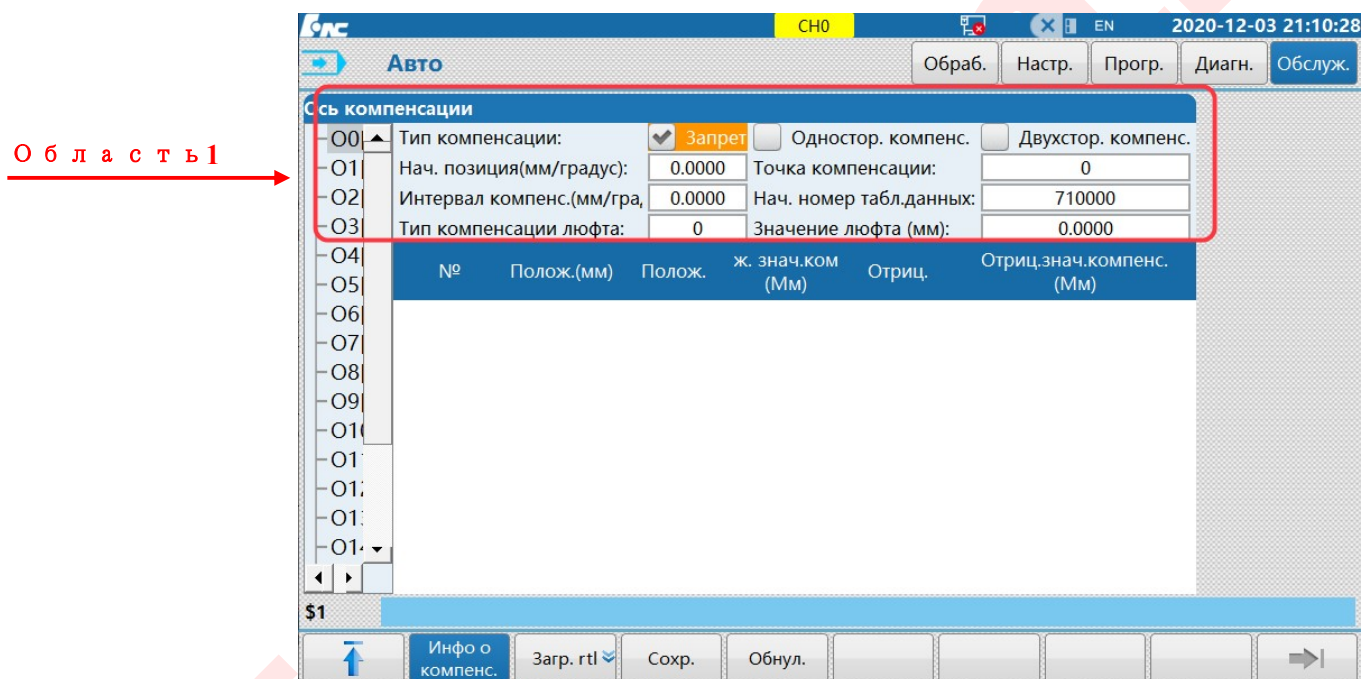 CH0 EN 2020-12-03 21:10:28
Авто Обраб. Настр. Прогр. Диагн. Обслуж.
Область1
Ось компенсации
O0
O1
O2
O3
O4
O5
O6
O7
O8
O9
Тип компенсации: Запрет Одностор. компенс. Двухстор. компенс.
Нач. позиция(мм/градус): 0.0000 Точка компенсации: 0
Интервал компенс.(мм/гра 0.0000 Нач. номер табл.данных: 710000
Тип компенсации люфта: 0 Значение люфта (мм): 0.0000
№ Полож.(мм) Полож. ж. знач.ком (Мм) Отриц. Отриц.знач.компенс. (Мм)
$1
Инфо о компенс. Загр. rtl Сохр. Обнул.